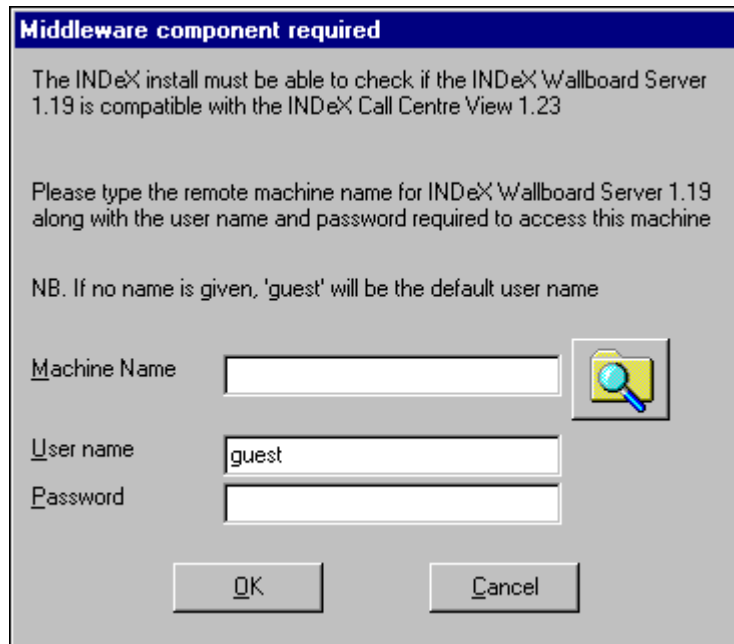 Middleware component required
The INDeX install must be able to check if the INDeX Wallboard Server
1.19 is compatible with the INDeX Call Centre View 1.23
Please type the remote machine name for INDeX Wallboard Server 1.19
along with the user name and password required to access this machine
NB. If no name is given, 'guest' will be the default user name
Machine Name
User name
guest
Password
OK
Cancel